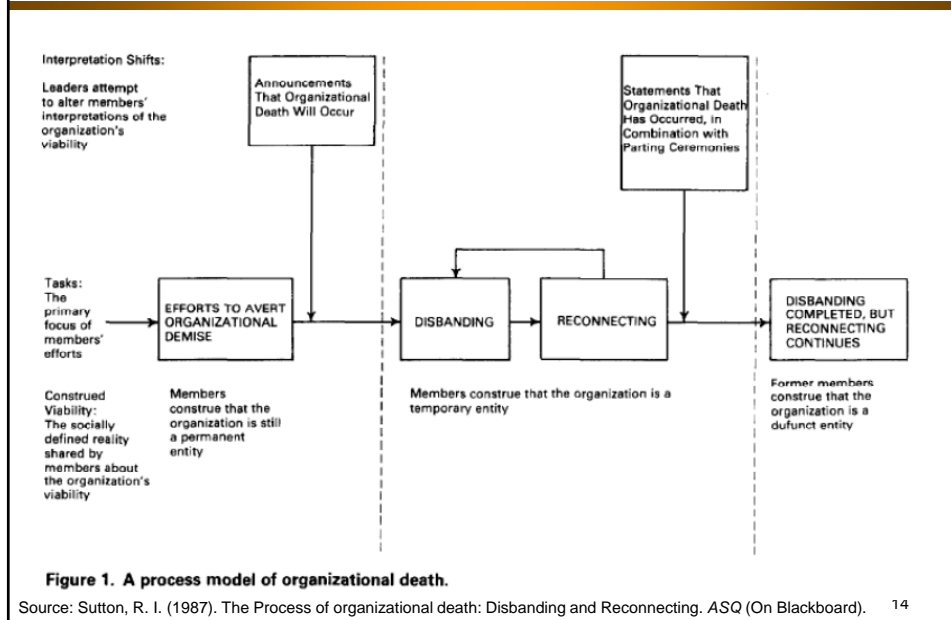 Interpretation Shifts:
Leaders attempt
to alter members'
interpretations of the
organization's
viability
Announcements
That Organizational
Death Will Occur
Statements That
Organizational Death
Has Occurred, in
Combination with
Parting Ceremonies
Tasks:
The
primary
focus of
members'
efforts
EFFORTS TO AVERT
ORGANIZATIONAL
DEMISE
DISBANDING
RECONNECTING
DISBANDING
COMPLETED, BUT
RECONNECTING
CONTINUES
Construed
Viability:
The socially
defined reality
shared by
members about
the organization's
viability
Members
construe that the
organization is still
a permanent
entity
Members construe that the organization is a
temporary entity
Former members
construe that the
organization is a
dufunct entity
Figure 1. A process model of organizational death.
Source: Sutton, R. I. (1987). The Process of organizational death: Disbanding and Reconnecting. ASQ (On Blackboard).
14